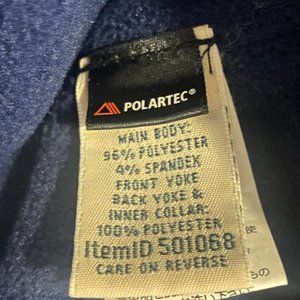 POLARTEC®
MAIN BODY:
96% POLYESTER
4% SPANDEX
FRONT YOKE
BACK YOKE &
INNER COLLAR:
100% POLYESTER
ItemID 501068
CARE ON REVERSE